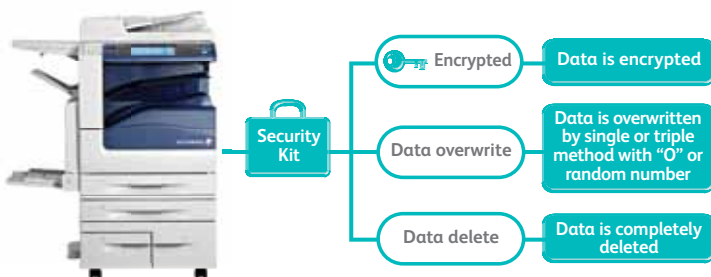 Security
Kit
Encrypted
Data is encrypted
Data overwrite
Data is overwritten
by single or triple
method with “O” or
random number
Data delete
Data is completely
deleted